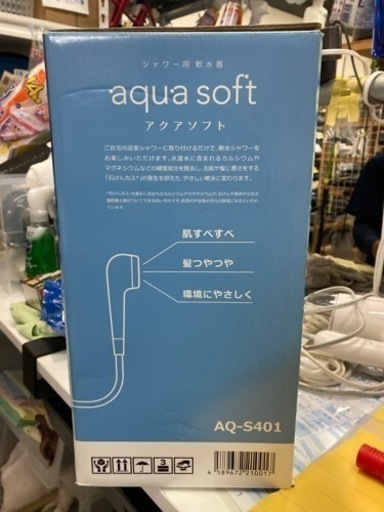 シャワー用 軟水器
aqua soft
アクアソフト
ご自宅の浴室シャワーに取り付けるだけで、軟水シャワーを
お楽しみいただけます。水道水に含まれるカルシウムや
マグネシウムなどの硬度成分を除去し、お肌や髪に悪さをする
「石けんカス*」の発生を抑えた、やさしい軟水に変わります。
肌すべすべ
髪つやつや
環境にやさしく
AQ-S401
3
4 589672 210017